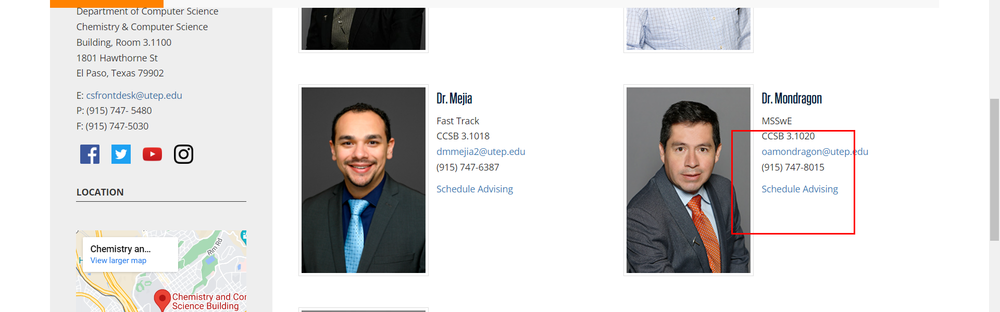 Department of Computer Science
Chemistry & Computer Science
Building, Room 3.1100
1801 Hawthorne St
El Paso, Texas 79902
E: csfrontdesk@utep.edu
P: (915) 747- 5480
F: (915) 747-5030
LOCATION
Chemistry an...
View larger map
Rim Rd
Chemistry and Cor
Science Building
Dr. Mejia
Fast Track
CCSB 3.1018
dmmejia2@utep.edu
(915) 747-6387
Schedule Advising
Dr. Mondragon
MSSwE
CCSB 3.1020
oamondragon@utep.edu
(915) 747-8015
Schedule Advising